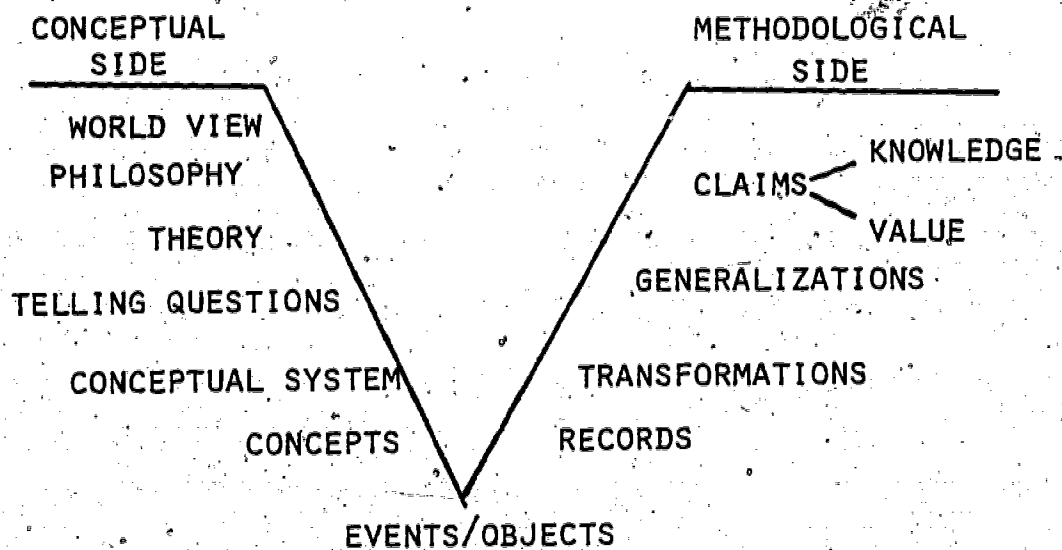 CONCEPTUAL
SIDE
WORLD VIEW
PHILOSOPHY
THEORY
TELLING QUESTIONS
CONCEPTUAL SYSTEM
CONCEPTS
METHODOLOGICAL
SIDE
KNOWLEDGE
CLAIMS
VALUE
GENERALIZATIONS
TRANSFORMATIONS
RECORDS
EVENTS/OBJECTS